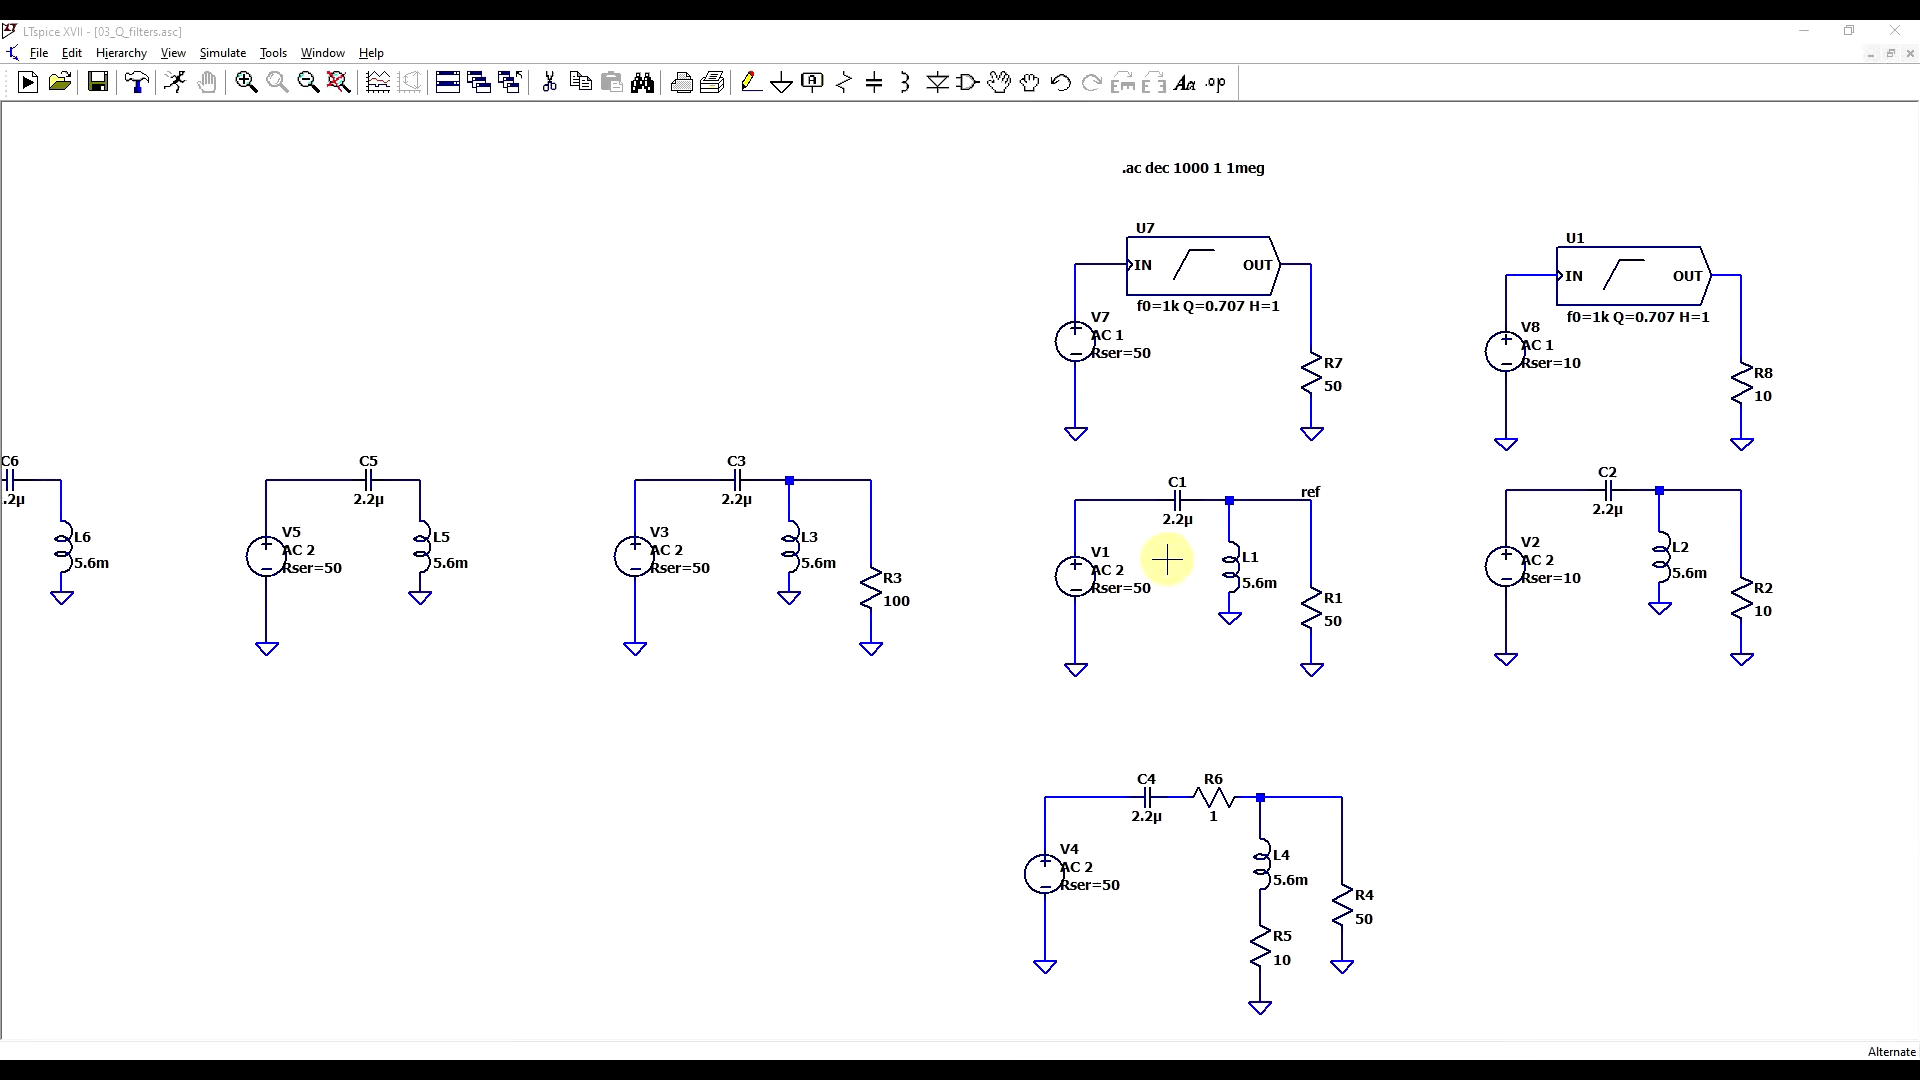 LTspice XVII - [03_Q_filters.asc]
File Edit Hierarchy View Simulate Tools Window Help
.op
.ac dec 1000 1 1meg
U7
IN OUT
f0=1k Q=0.707 H=1
V7
AC 1
Rser=50
R7
50
U1
IN OUT
f0=1k Q=0.707 H=1
V8
AC 1
Rser=10
R8
10
C6
.2µ
L6
5.6m
C5
2.2µ
V5
AC 2
Rser=50
L5
5.6m
C3
2.2µ
V3
AC 2
Rser=50
L3
5.6m
R3
100
C1
2.2µ
ref
V1
AC 2
Rser=50
L1
5.6m
R1
50
C2
2.2µ
V2
AC 2
Rser=10
L2
5.6m
R2
10
C4
2.2µ
R6
1
V4
AC 2
Rser=50
L4
5.6m
R5
10
R4
50
Alternate